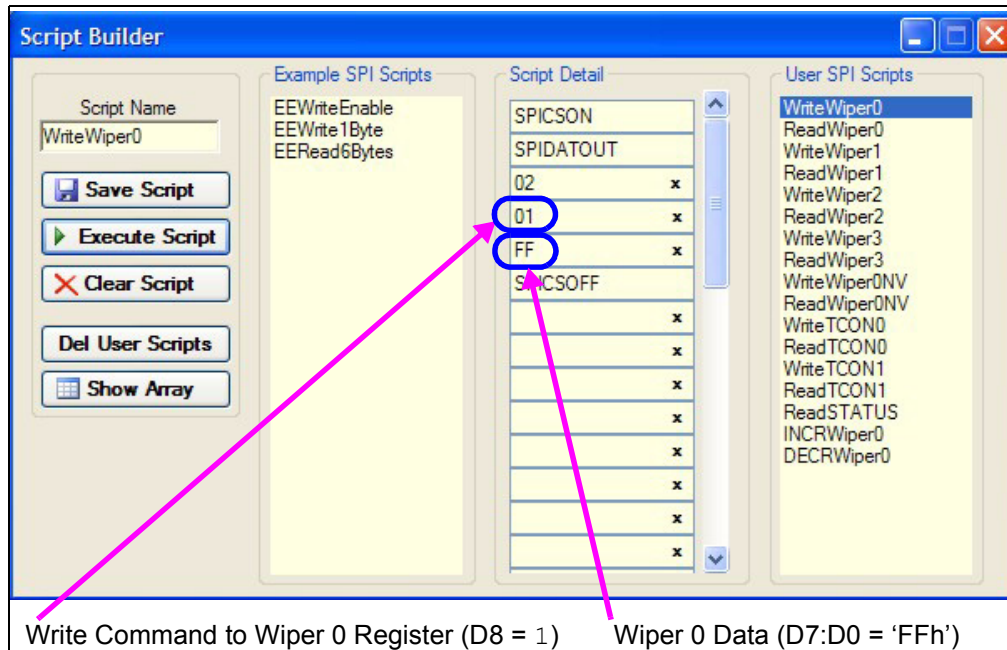 Script Builder
Script Name
WriteWiper0
Save Script
Execute Script
Clear Script
Del User Scripts
Show Array
Example SPI Scripts
EEWriteEnable
EEWrite1Byte
EERead6Bytes
Script Detail
SPICSON
SPIDATOUT
02 x
01 x
FF x
SPICSOFF
x
x
x
x
x
x
x
x
User SPI Scripts
WriteWiper0
ReadWiper0
WriteWiper1
ReadWiper1
WriteWiper2
ReadWiper2
WriteWiper3
ReadWiper3
WriteWiper0NV
ReadWiper0NV
WriteTCON0
ReadTCON0
WriteTCON1
ReadTCON1
ReadSTATUS
INCRWiper0
DECRWiper0
Write Command to Wiper 0 Register (D8 = 1)
Wiper 0 Data (D7:D0 = ‘FFh’)